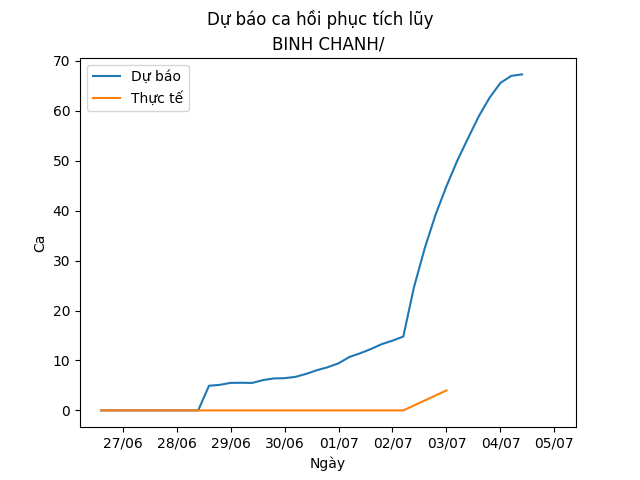 Dự báo ca hồi phục tích lũy
BINH CHANH/
Dự báo
Thực tế
70
60
50
40
30
20
10
0
Ca
27/06 28/06 29/06 30/06 01/07 02/07 03/07 04/07 05/07
Ngày